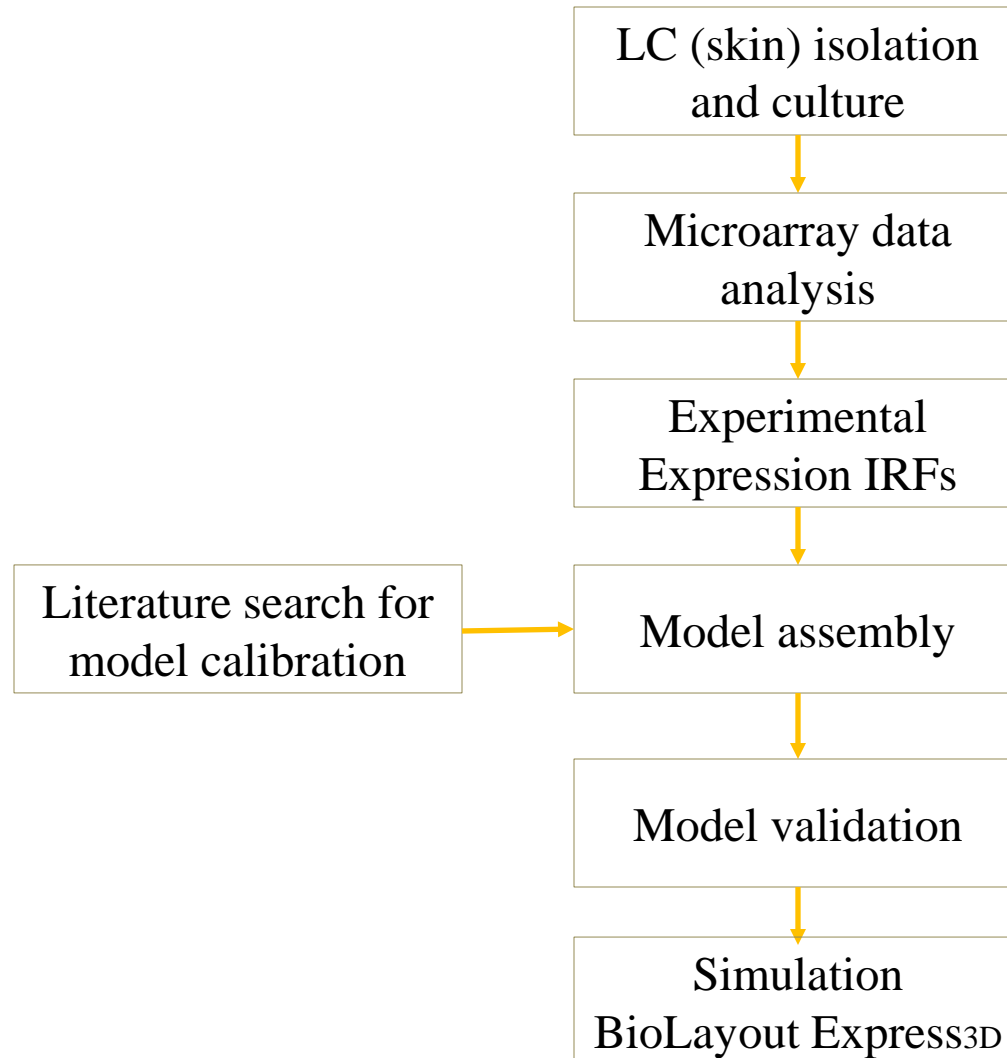 LC (skin) isolation
and culture
Microarray data
analysis
Experimental
Expression IRFs
Literature search for
model calibration
Model assembly
Model validation
Simulation
BioLayout Express3D